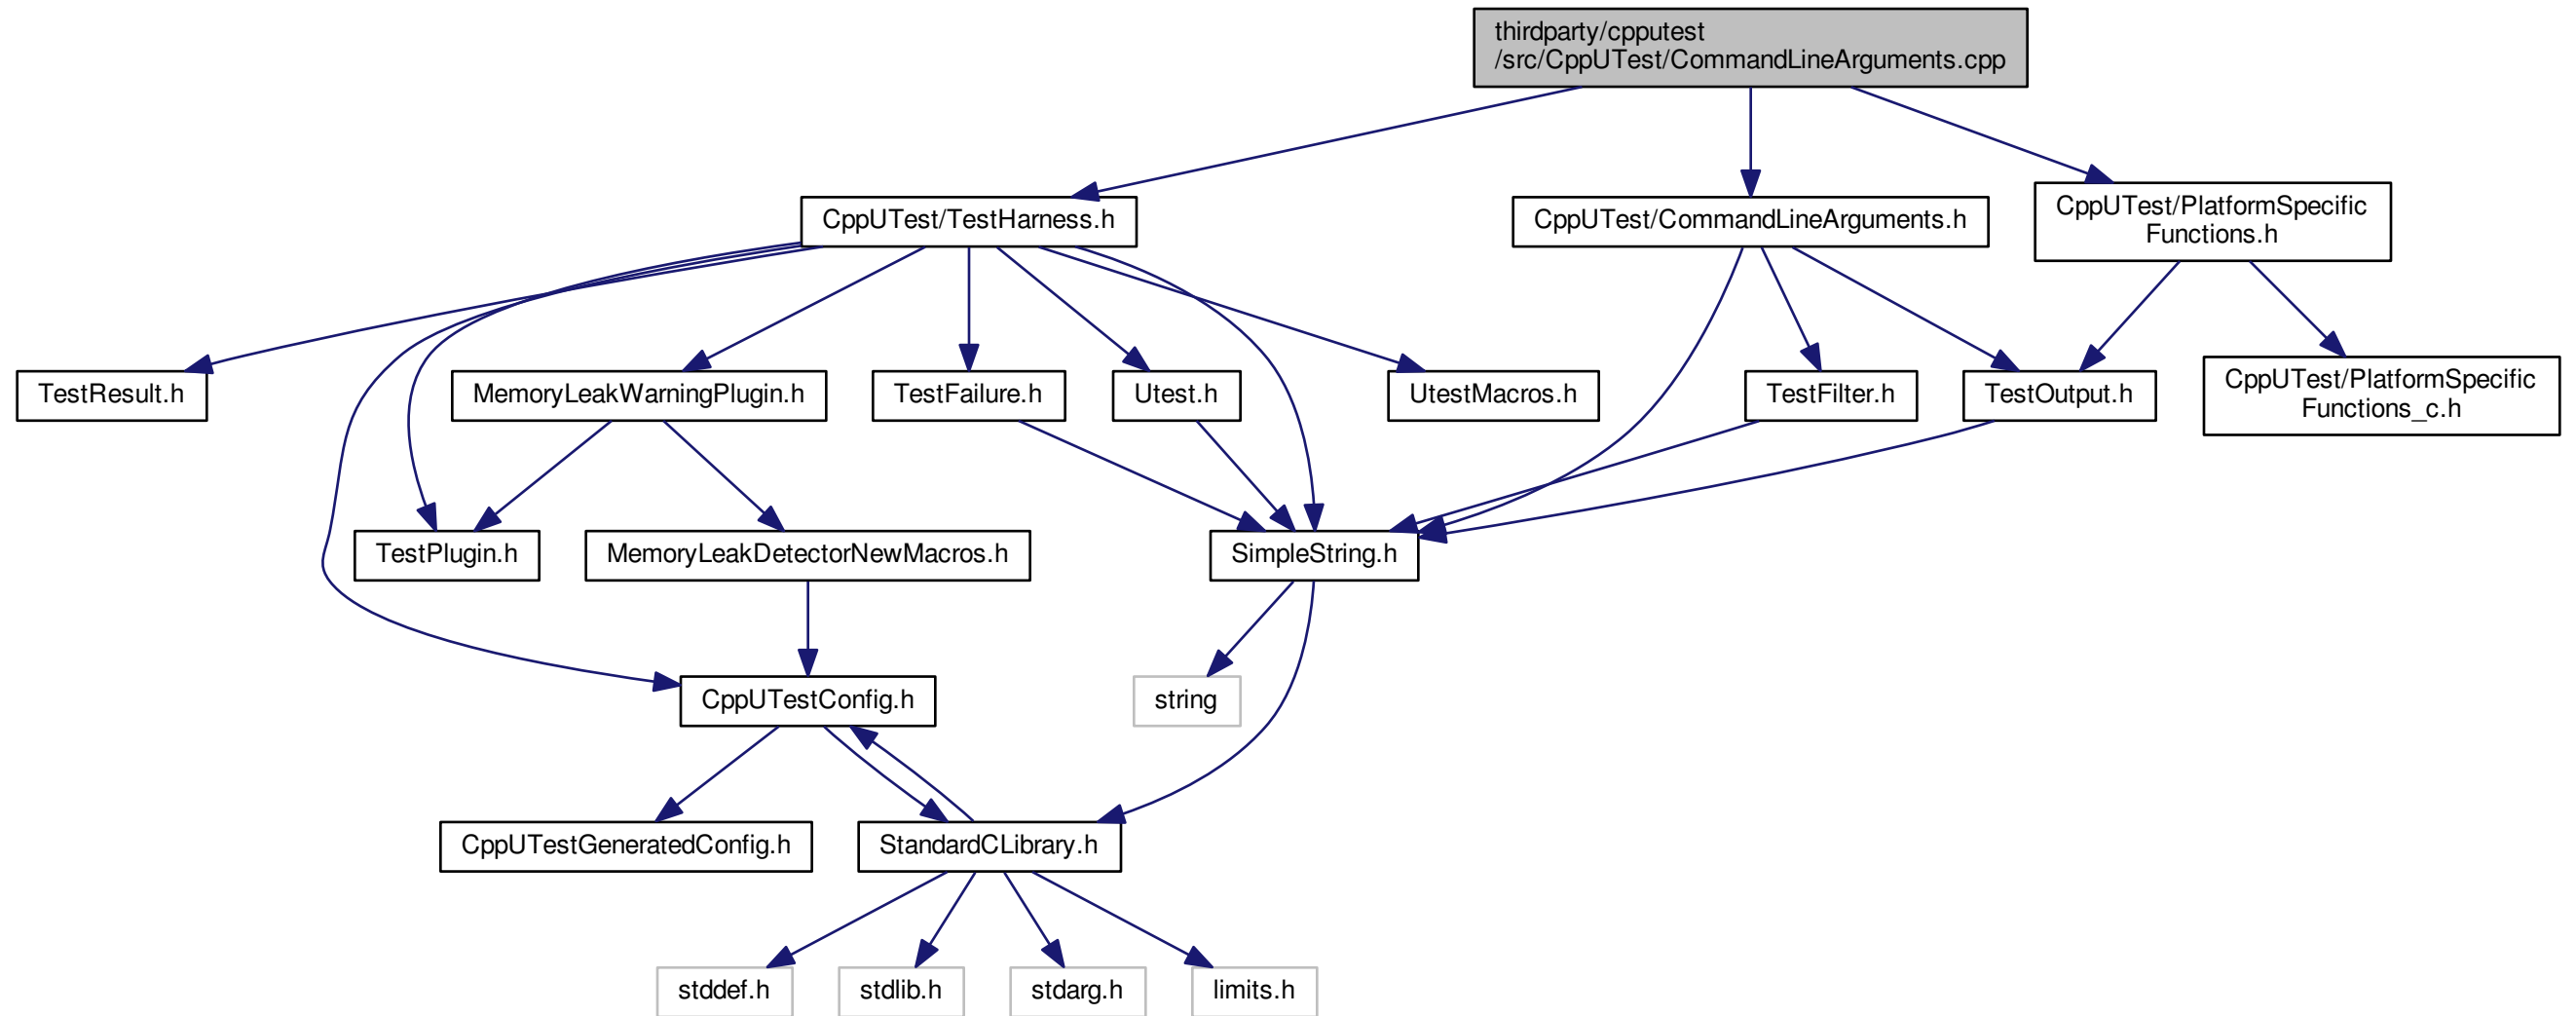 thirdparty/cpputest
/src/CppUTest/CommandLineArguments.cpp
CppUTest/TestHarness.h
CppUTest/CommandLineArguments.h
CppUTest/PlatformSpecific
Functions.h
TestResult.h
MemoryLeakWarningPlugin.h
TestFailure.h
Utest.h
UtestMacros.h
TestFilter.h
TestOutput.h
CppUTest/PlatformSpecific
Functions_c.h
TestPlugin.h
MemoryLeakDetectorNewMacros.h
SimpleString.h
CppUTestConfig.h
string
CppUTestGeneratedConfig.h
StandardCLibrary.h
stddef.h
stdlib.h
stdarg.h
limits.h